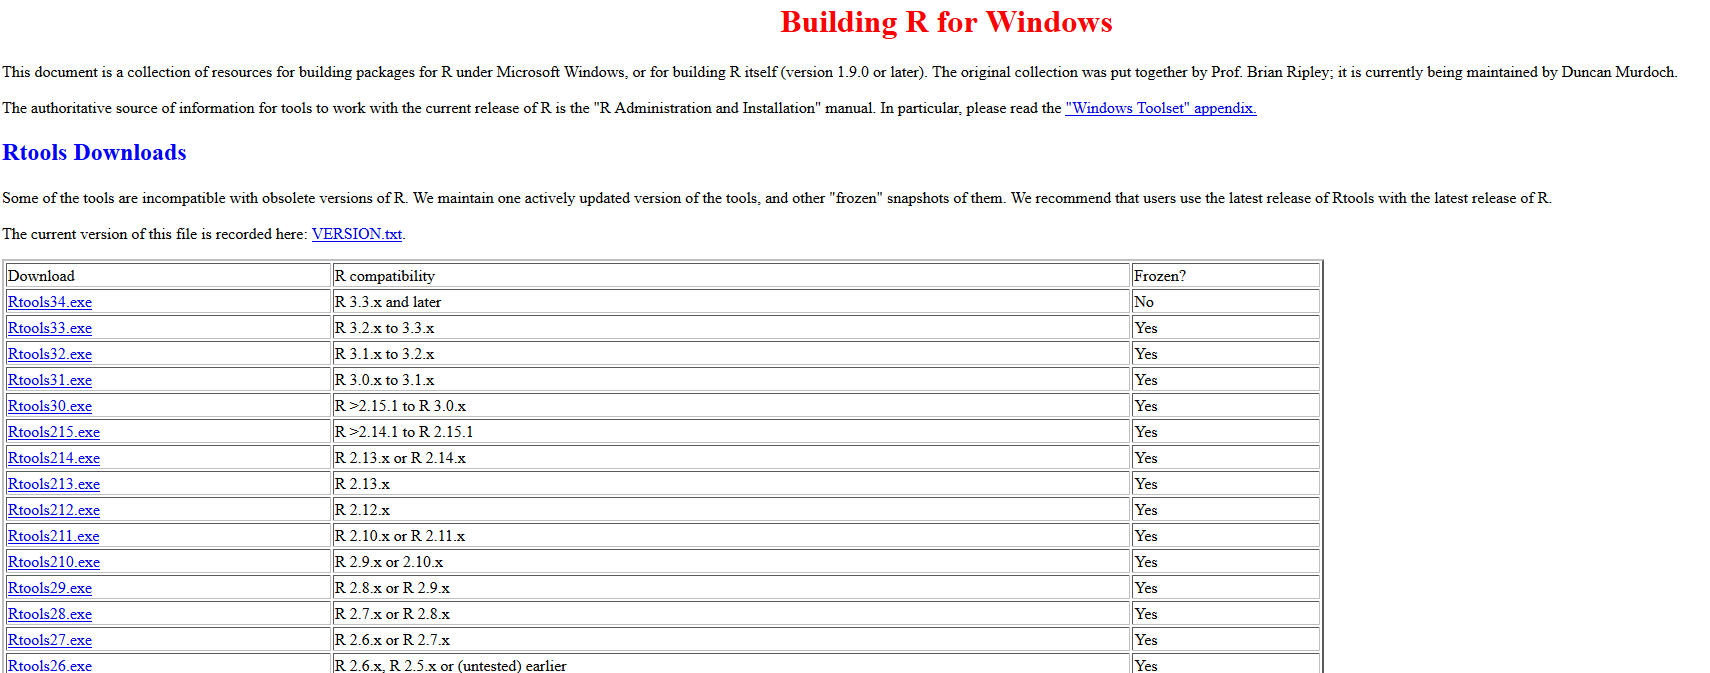 Building R for Windows
This document is a collection of resources for building packages for R under Microsoft Windows, or for building R itself (version 1.9.0 or later). The original collection was put together by Prof. Brian Ripley; it is currently being maintained by Duncan Murdoch.
The authoritative source of information for tools to work with the current release of R is the "R Administration and Installation" manual. In particular, please read the "Windows Toolset" appendix.
Rtools Downloads
Some of the tools are incompatible with obsolete versions of R. We maintain one actively updated version of the tools, and other "frozen" snapshots of them. We recommend that users use the latest release of Rtools with the latest release of R.
The current version of this file is recorded here: VERSION.txt.
Download R compatibility Frozen?
Rtools34.exe R 3.3.x and later No
Rtools33.exe R 3.2.x to 3.3.x Yes
Rtools32.exe R 3.1.x to 3.2.x Yes
Rtools31.exe R 3.0.x to 3.1.x Yes
Rtools30.exe R >2.15.1 to R 3.0.x Yes
Rtools215.exe R >2.14.1 to R 2.15.1 Yes
Rtools214.exe R 2.13.x or R 2.14.x Yes
Rtools213.exe R 2.13.x Yes
Rtools212.exe R 2.12.x Yes
Rtools211.exe R 2.10.x or R 2.11.x Yes
Rtools210.exe R 2.9.x or 2.10.x Yes
Rtools29.exe R 2.8.x or R 2.9.x Yes
Rtools28.exe R 2.7.x or R 2.8.x Yes
Rtools27.exe R 2.6.x or R 2.7.x Yes
Rtools26.exe R 2.6.x, R 2.5.x or (untested) earlier Yes